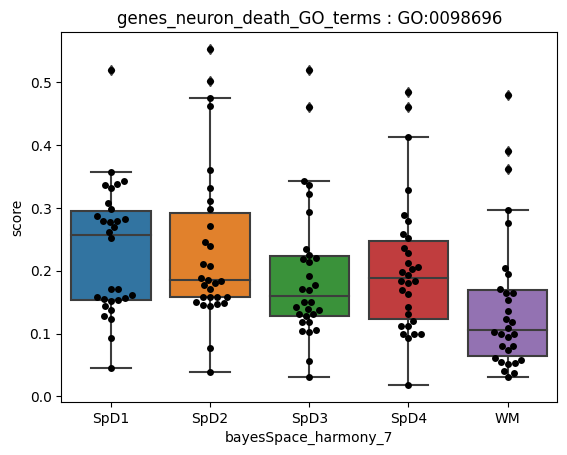 genes_neuron_death_GO_terms : GO:0098696
score
0.5
0.4
0.3
0.2
0.1
0.0
SpD1 SpD2 SpD3 SpD4 WM
bayesSpace_harmony_7